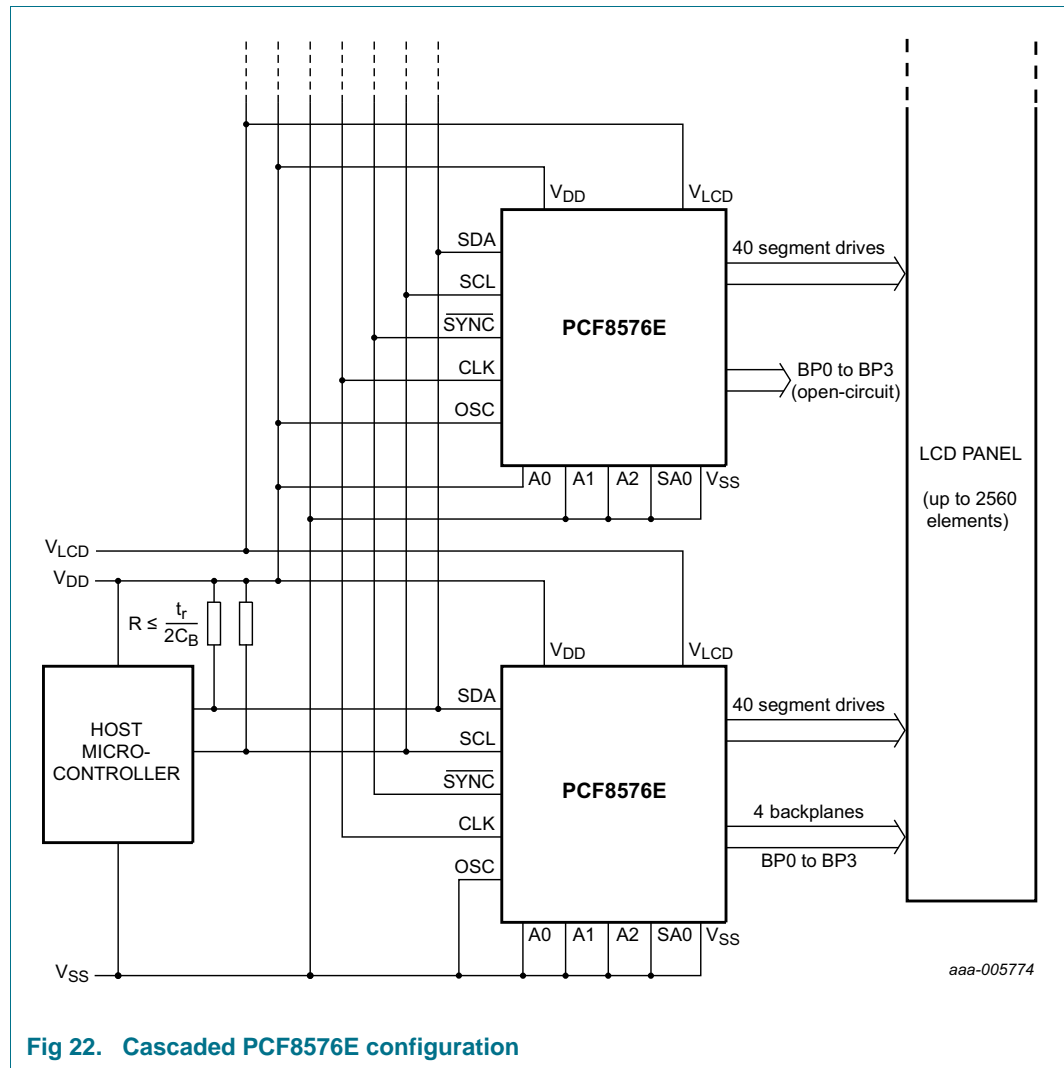 VDD
VLCD
SDA
SCL
SYNC
CLK
OSC
PCF8576E
40 segment drives
BP0 to BP3
(open-circuit)
A0 A1 A2 SA0 VSS
LCD PANEL
(up to 2560
elements)
VLCD
VDD
R ≤ tr/2CB
VDD
VLCD
HOST
MICRO-
CONTROLLER
SDA
SCL
SYNC
CLK
OSC
PCF8576E
40 segment drives
4 backplanes
BP0 to BP3
A0 A1 A2 SA0 VSS
VSS
aaa-005774
Fig 22. Cascaded PCF8576E configuration